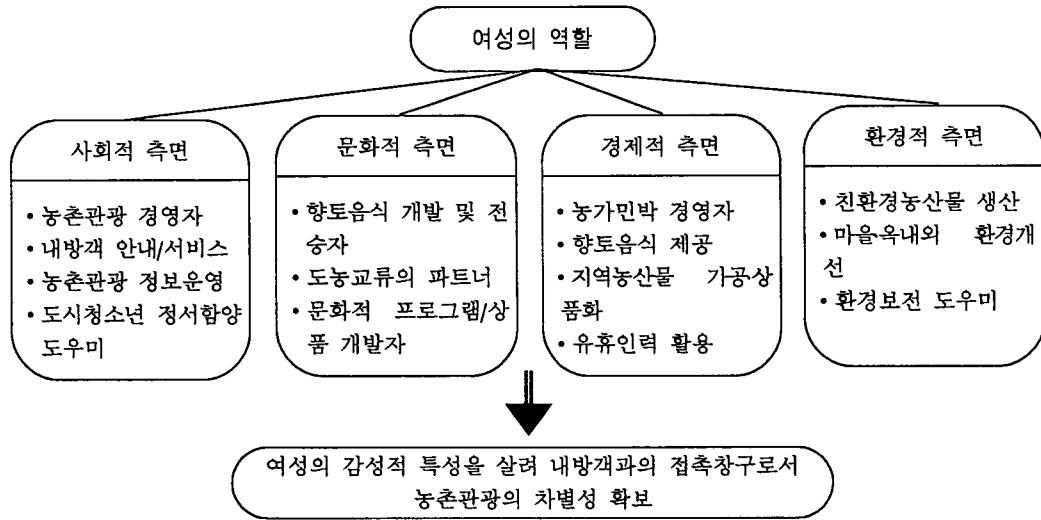 여성의 역할
사회적 측면
• 농촌관광 경영자
• 내방객 안내/서비스
• 농촌관광 정보운영
• 도시청소년 정서함양
도우미
문화적 측면
• 향토음식 개발 및 전
승자
• 도농교류의 파트너
• 문화적 프로그램/상
품 개발자
경제적 측면
• 농가민박 경영자
• 향토음식 제공
• 지역농산물 가공·상
품화
• 유휴인력 활용
환경적 측면
• 친환경농산물 생산
• 마을·옥내외 환경개
선
• 환경보전 도우미
여성의 감성적 특성을 살려 내방객과의 접촉창구로서
농촌관광의 차별성 확보